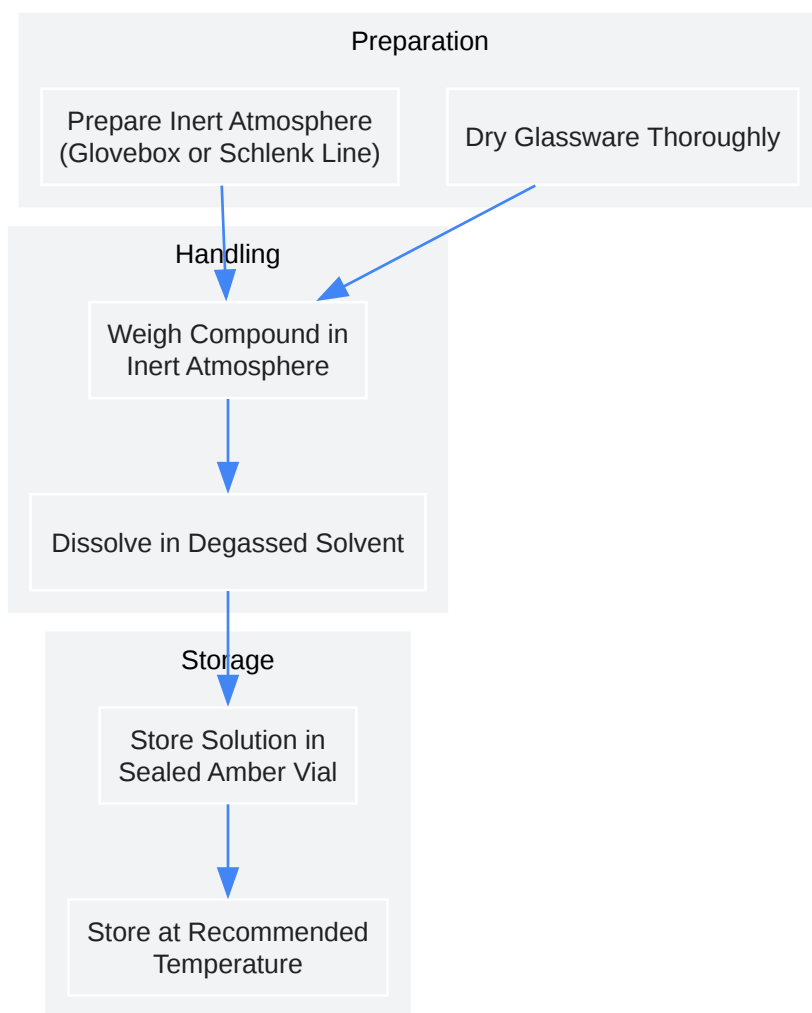 Preparation
Prepare Inert Atmosphere
(Glovebox or Schlenk Line)
Dry Glassware Thoroughly
Handling
Weigh Compound in
Inert Atmosphere
Dissolve in Degassed Solvent
Storage
Store Solution in
Sealed Amber Vial
Store at Recommended
Temperature